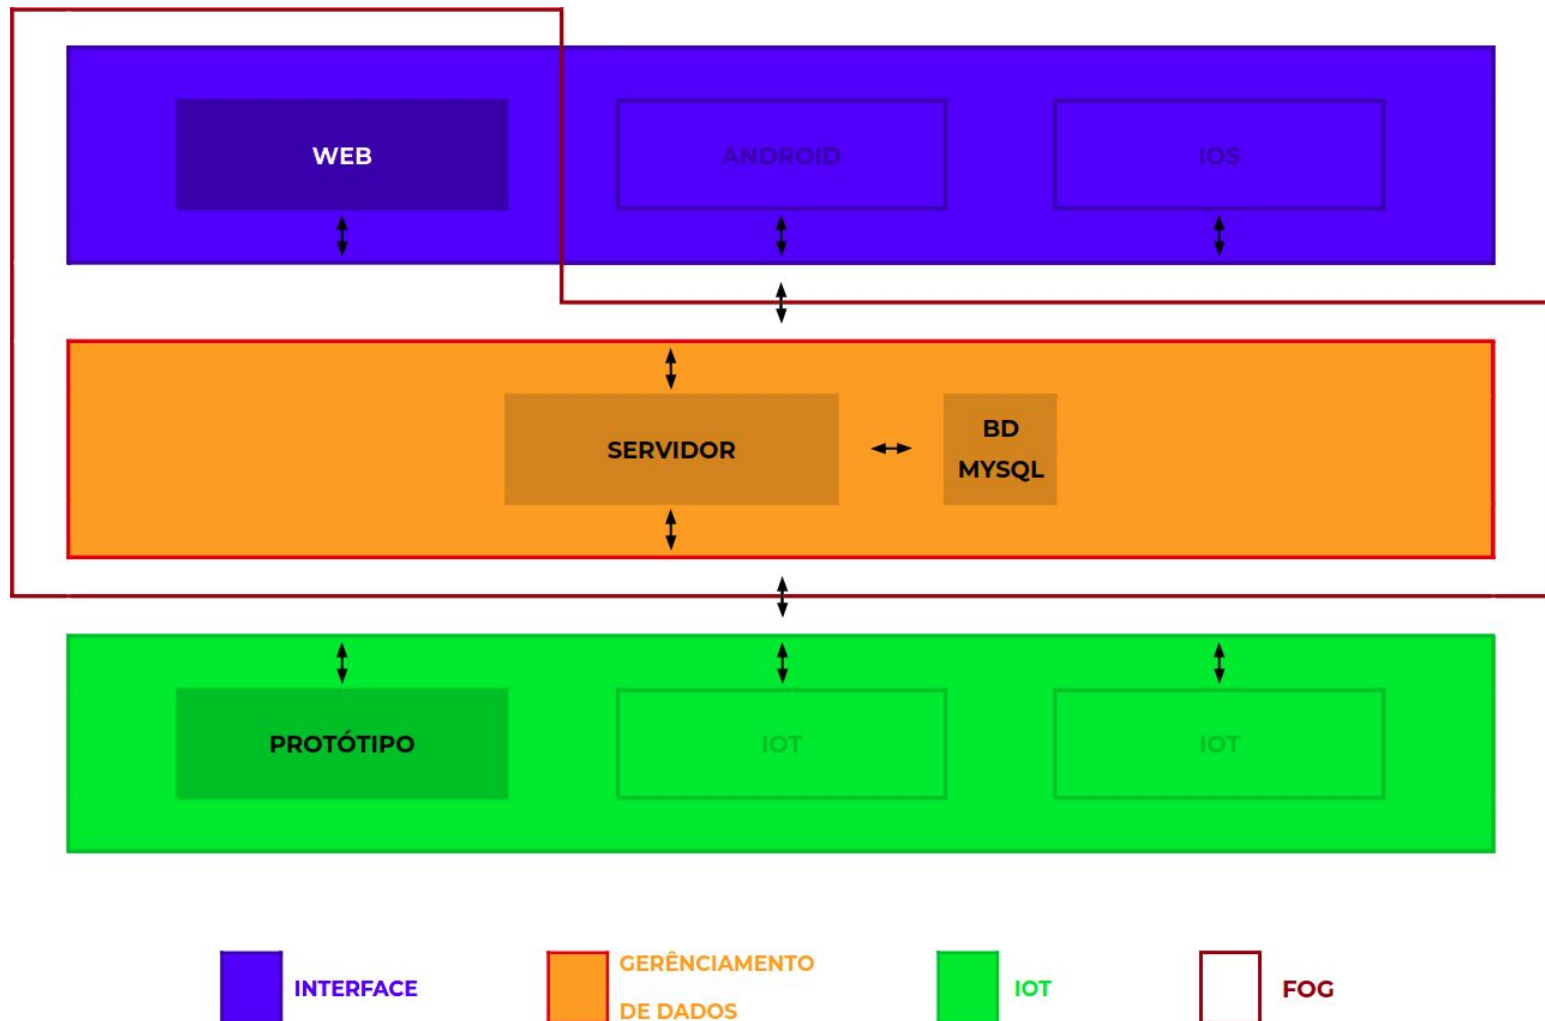 WEB
ANDROID
IOS
SERVIDOR
BD
MYSQL
PROTÓTIPO
IOT
IOT
INTERFACE
GERÊNCIAMENTO
DE DADOS
IOT
FOG